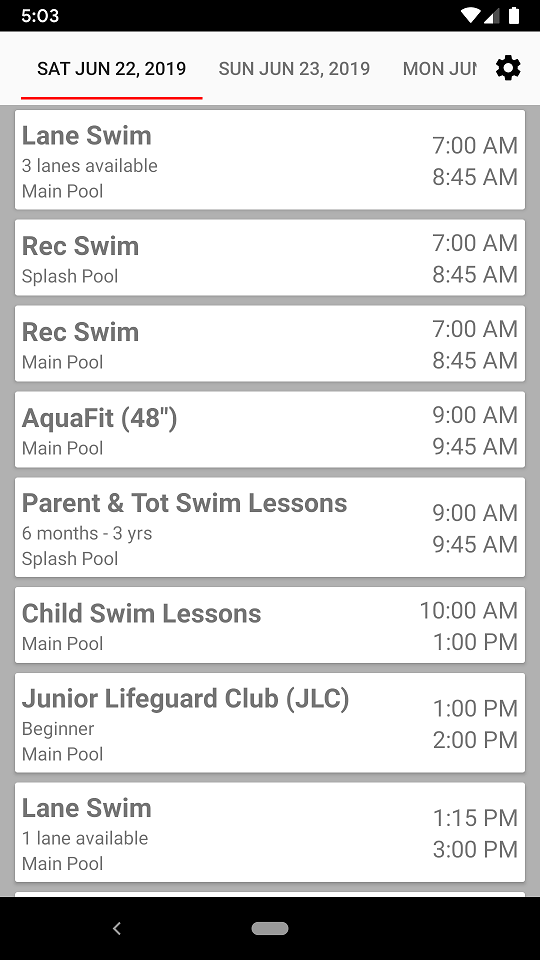 5:03
SAT JUN 22, 2019
SUN JUN 23, 2019
MON JUN
Lane Swim
3 lanes available
Main Pool
7:00 AM
8:45 AM
Rec Swim
Splash Pool
7:00 AM
8:45 AM
Rec Swim
Main Pool
7:00 AM
8:45 AM
AquaFit (48")
Main Pool
9:00 AM
9:45 AM
Parent & Tot Swim Lessons
6 months - 3 yrs
Splash Pool
9:00 AM
9:45 AM
Child Swim Lessons
Main Pool
10:00 AM
1:00 PM
Junior Lifeguard Club (JLC)
Beginner
Main Pool
1:00 PM
2:00 PM
Lane Swim
1 lane available
Main Pool
1:15 PM
3:00 PM